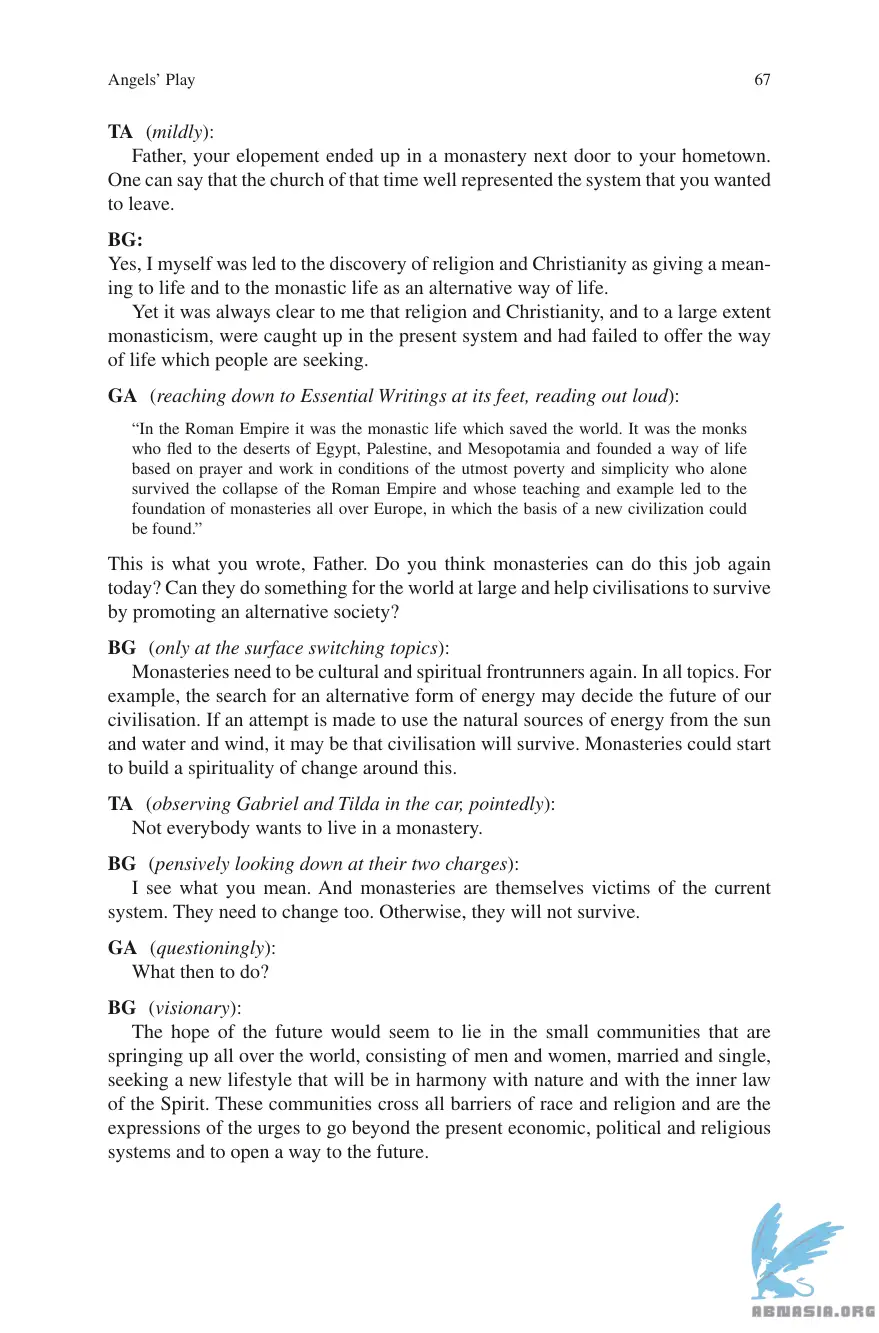 Angels’ Play 67
TA (mildly):
Father, your elopement ended up in a monastery next door to your hometown.
One can say that the church of that time well represented the system that you wanted
to leave.
BG:
Yes, I myself was led to the discovery of religion and Christianity as giving a mean-
ing to life and to the monastic life as an alternative way of life.
Yet it was always clear to me that religion and Christianity, and to a large extent
monasticism, were caught up in the present system and had failed to offer the way
of life which people are seeking.
GA (reaching down to Essential Writings at its feet, reading out loud):
“In the Roman Empire it was the monastic life which saved the world. It was the monks
who fled to the deserts of Egypt, Palestine, and Mesopotamia and founded a way of life
based on prayer and work in conditions of the utmost poverty and simplicity who alone
survived the collapse of the Roman Empire and whose teaching and example led to the
foundation of monasteries all over Europe, in which the basis of a new civilization could
be found.”
This is what you wrote, Father. Do you think monasteries can do this job again
today? Can they do something for the world at large and help civilisations to survive
by promoting an alternative society?
BG (only at the surface switching topics):
Monasteries need to be cultural and spiritual frontrunners again. In all topics. For
example, the search for an alternative form of energy may decide the future of our
civilisation. If an attempt is made to use the natural sources of energy from the sun
and water and wind, it may be that civilisation will survive. Monasteries could start
to build a spirituality of change around this.
TA (observing Gabriel and Tilda in the car, pointedly):
Not everybody wants to live in a monastery.
BG (pensively looking down at their two charges):
I see what you mean. And monasteries are themselves victims of the current
system. They need to change too. Otherwise, they will not survive.
GA (questioningly):
What then to do?
BG (visionary):
The hope of the future would seem to lie in the small communities that are
springing up all over the world, consisting of men and women, married and single,
seeking a new lifestyle that will be in harmony with nature and with the inner law
of the Spirit. These communities cross all barriers of race and religion and are the
expressions of the urges to go beyond the present economic, political and religious
systems and to open a way to the future.
ABNASIA.ORG